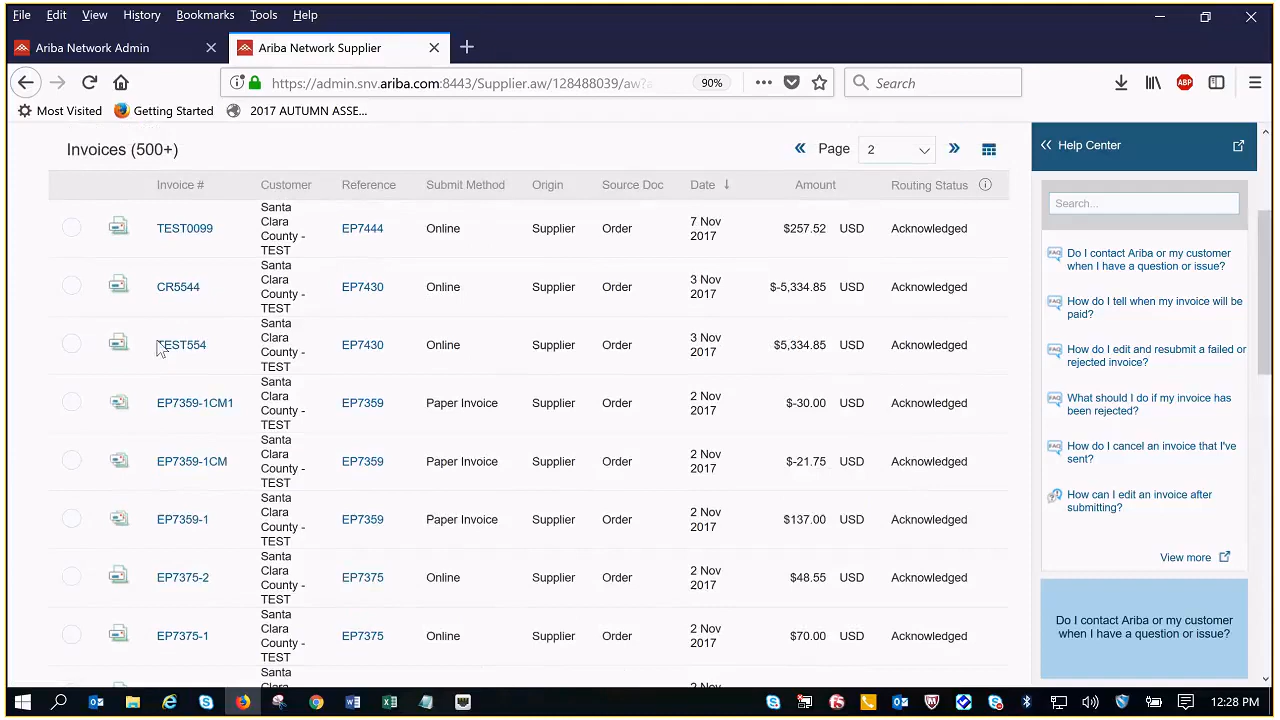 File Edit View History Bookmarks Tools Help
Ariba Network Admin
Ariba Network Supplier
https://admin.snv.ariba.com:8443/Supplier.aw/128488039/aw?
90%
Search
Most Visited
Getting Started
2017 AUTUMN ASSE...
Invoices (500+)
Page 2
Invoice # Customer Reference Submit Method Origin Source Doc Date Amount Routing Status
TEST0099 Santa Clara County - TEST EP7444 Online Supplier Order 7 Nov 2017 $257.52 USD Acknowledged
CR5544 Santa Clara County - TEST EP7430 Online Supplier Order 3 Nov 2017 $-5,334.85 USD Acknowledged
TEST554 Santa Clara County - TEST EP7430 Online Supplier Order 3 Nov 2017 $5,334.85 USD Acknowledged
EP7359-1CM1 Santa Clara County - TEST EP7359 Paper Invoice Supplier Order 2 Nov 2017 $-30.00 USD Acknowledged
EP7359-1CM Santa Clara County - TEST EP7359 Paper Invoice Supplier Order 2 Nov 2017 $-21.75 USD Acknowledged
EP7359-1 Santa Clara County - TEST EP7359 Paper Invoice Supplier Order 2 Nov 2017 $137.00 USD Acknowledged
EP7375-2 Santa Clara County - TEST EP7375 Online Supplier Order 2 Nov 2017 $48.55 USD Acknowledged
EP7375-1 Santa Clara County - TEST EP7375 Online Supplier Order 2 Nov 2017 $70.00 USD Acknowledged
Santa
Clara
Help Center
Search...
Do I contact Ariba or my customer
when I have a question or issue?
How do I tell when my invoice will be
paid?
How do I edit and resubmit a failed or
rejected invoice?
What should I do if my invoice has
been rejected?
How do I cancel an invoice that I've
sent?
How can I edit an invoice after
submitting?
View more
Do I contact Ariba or my customer
when I have a question or issue?
ABP
12:28 PM